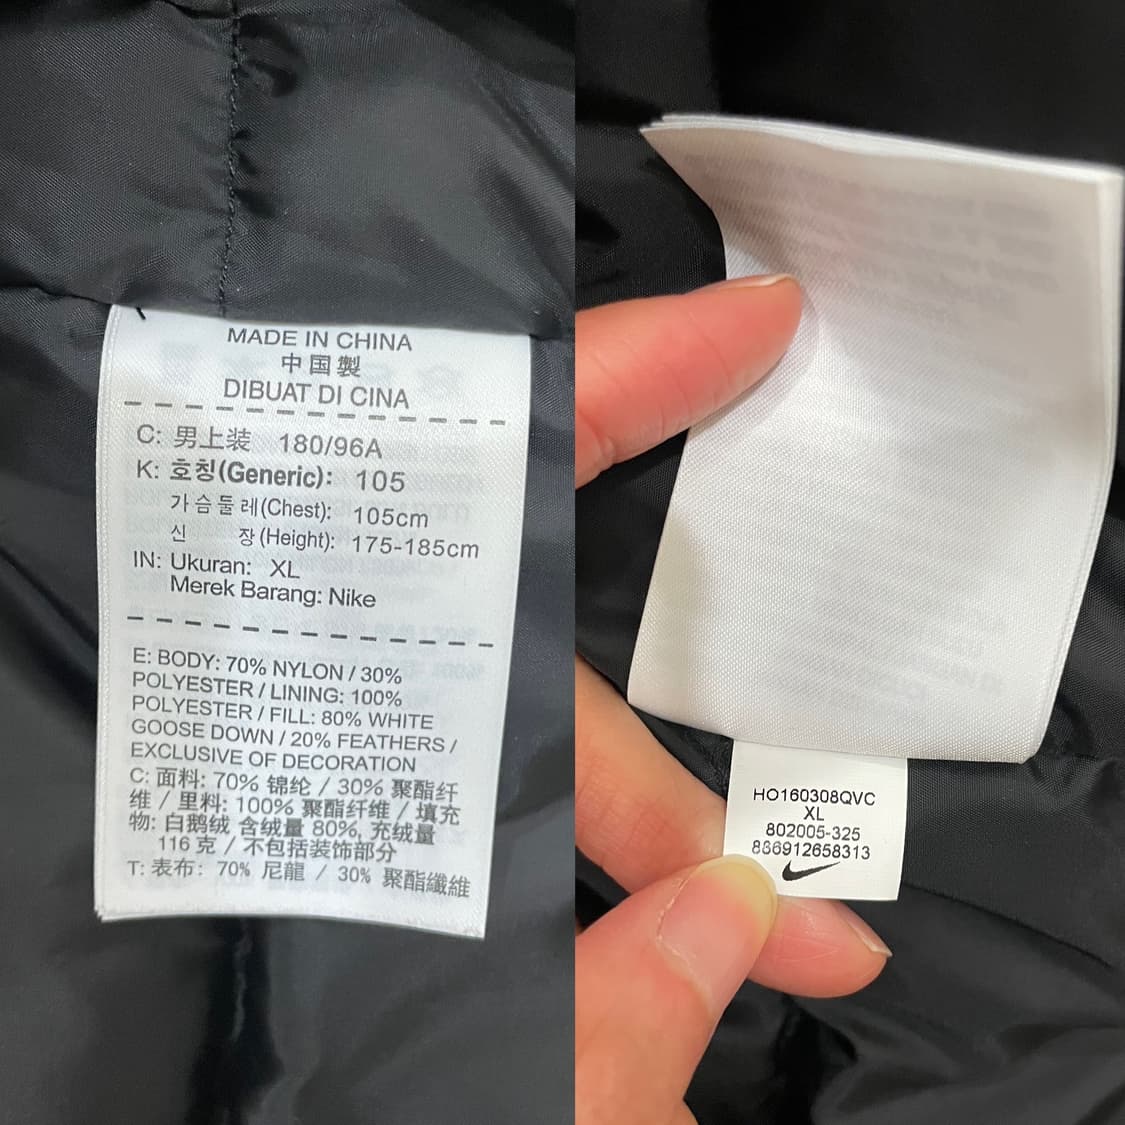 MADE IN CHINA
中国製
DIBUAT DI CINA
C: 男上装 180/96A
K: 호칭(Generic): 105
가슴둘레(Chest): 105cm
신 장(Height): 175-185cm
IN: Ukuran: XL
Merek Barang: Nike
E: BODY: 70% NYLON / 30%
POLYESTER / LINING: 100%
POLYESTER / FILL: 80% WHITE
GOOSE DOWN / 20% FEATHERS /
EXCLUSIVE OF DECORATION
C: 面料: 70% 锦纶 / 30% 聚酯纤
维 / 里料: 100% 聚酯纤维 / 填充
物: 白鹅绒 含绒量 80%, 充绒量
116 克 / 不包括装饰部分
T: 表布: 70% 尼龍 / 30% 聚酯纖維
HO160308QVC
XL
802005-325
886912658313